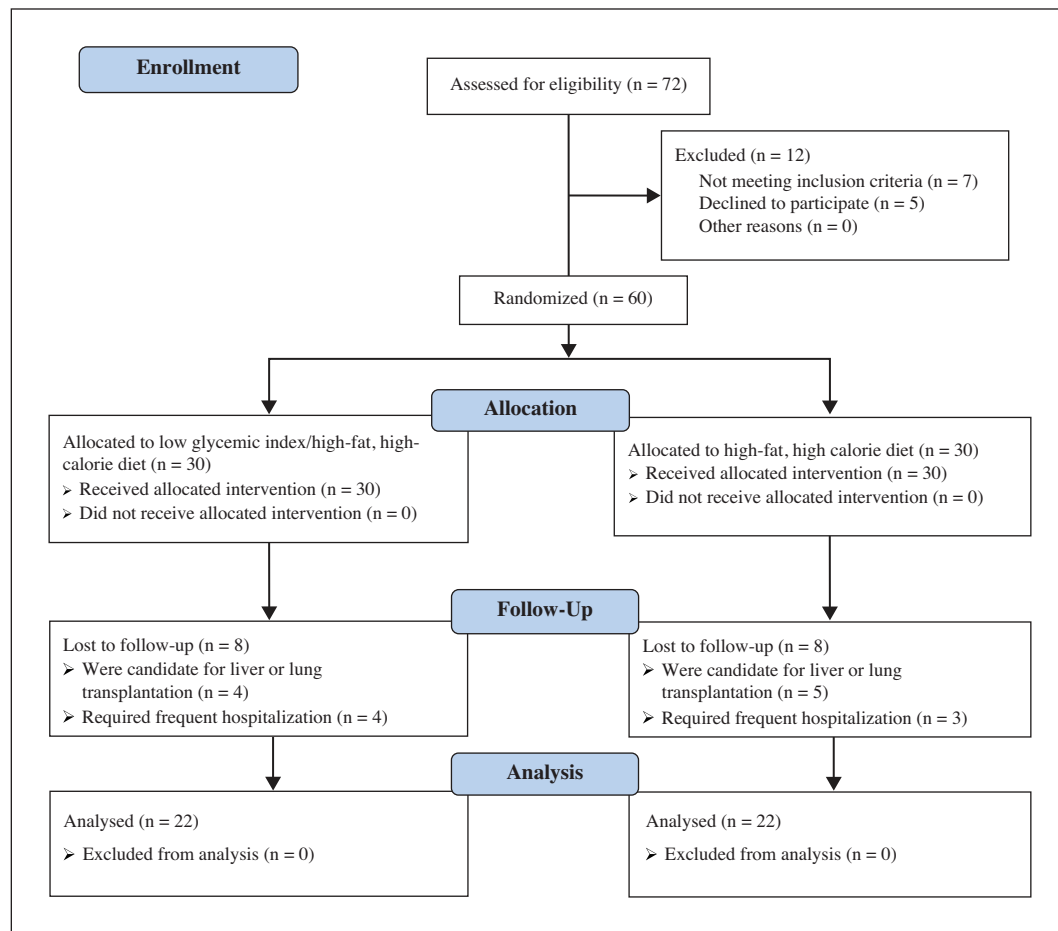 Enrollment
Assessed for eligibility (n = 72)
Excluded (n = 12)
Not meeting inclusion criteria (n = 7)
Declined to participate (n = 5)
Other reasons (n = 0)
Randomized (n = 60)
Allocation
Allocated to low glycemic index/high-fat, high-
calorie diet (n = 30)
➢ Received allocated intervention (n = 30)
➢ Did not receive allocated intervention (n = 0)
Allocated to high-fat, high calorie diet (n = 30)
➢ Received allocated intervention (n = 30)
➢ Did not receive allocated intervention (n = 0)
Follow-Up
Lost to follow-up (n = 8)
➢ Were candidate for liver or lung
transplantation (n = 4)
➢ Required frequent hospitalization (n = 4)
Lost to follow-up (n = 8)
➢ Were candidate for liver or lung
transplantation (n = 5)
➢ Required frequent hospitalization (n = 3)
Analysis
Analysed (n = 22)
➢ Excluded from analysis (n = 0)
Analysed (n = 22)
➢ Excluded from analysis (n = 0)